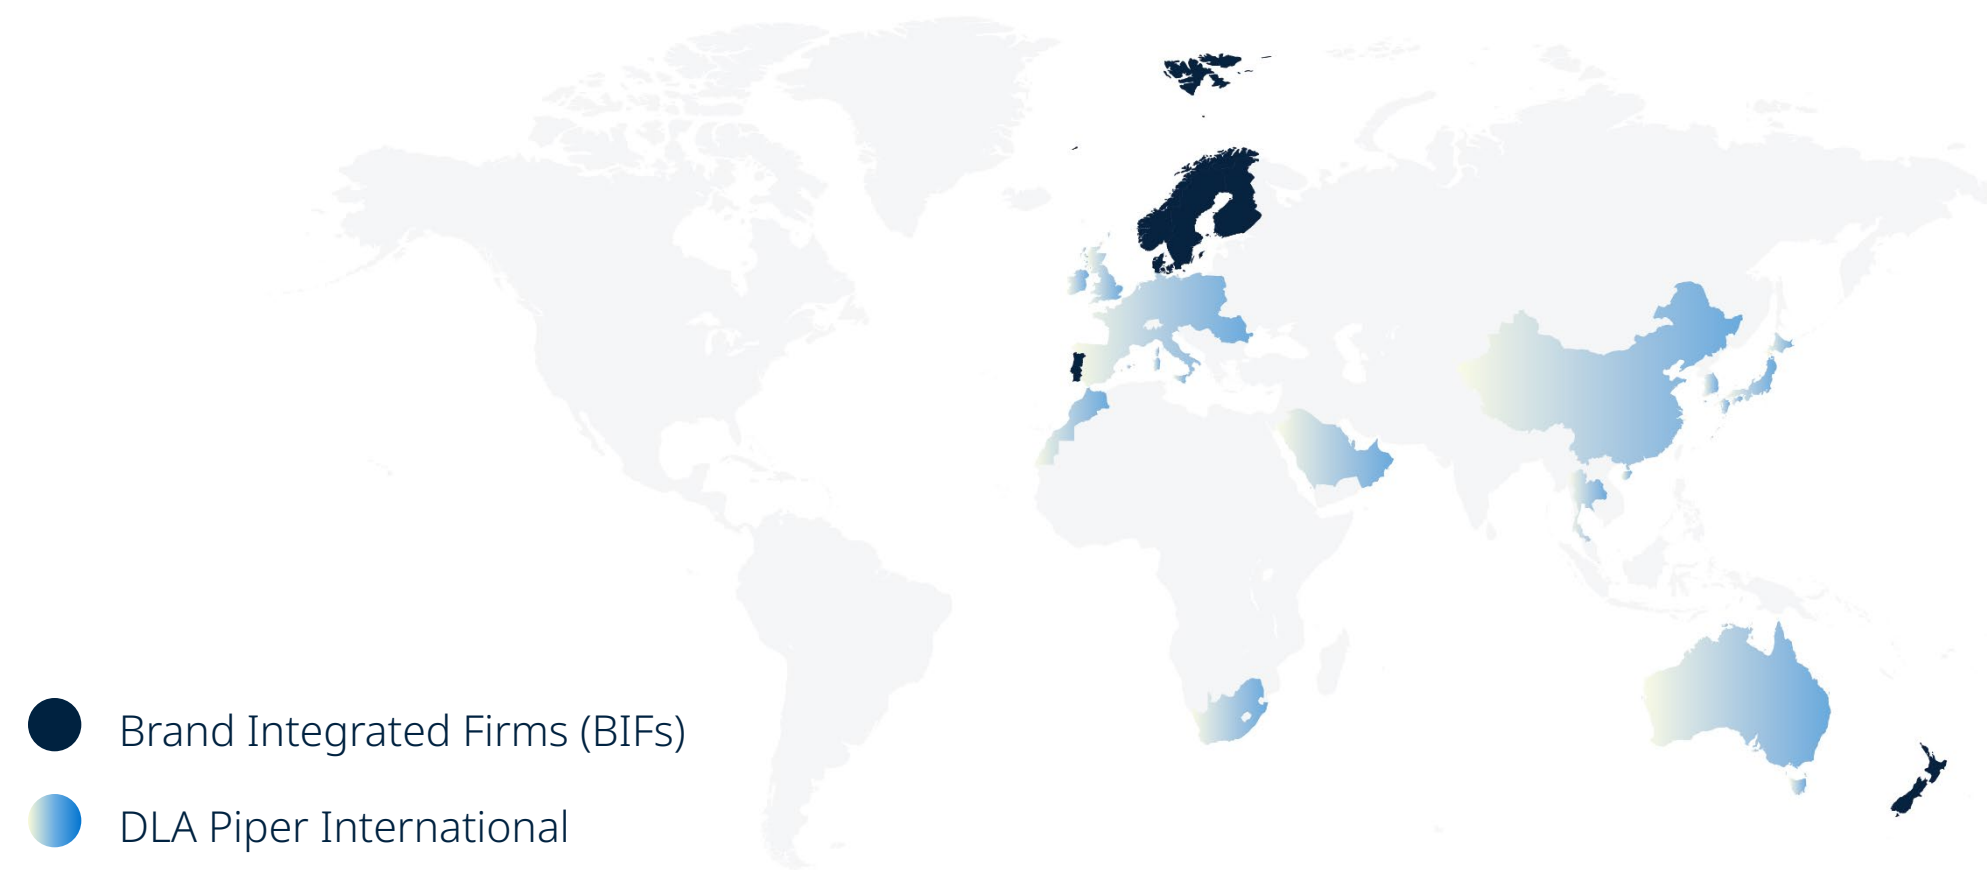 Brand Integrated Firms (BIFs)
DLA Piper International